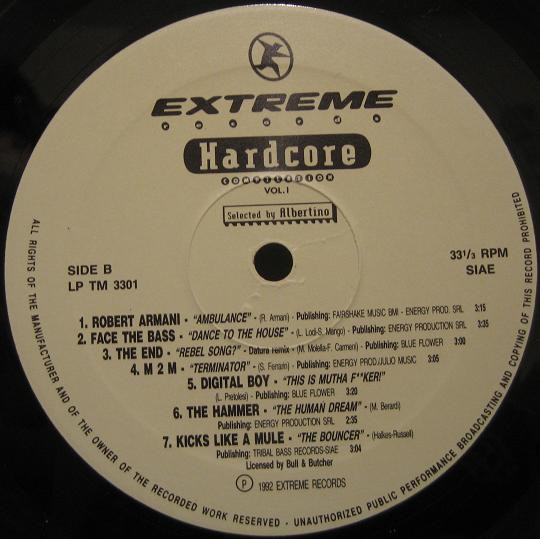 EXTREME
RECORDS
Hardcore
COMPILATION
VOL. I
Selected by Albertino
SIDE B
LP TM 3301
33 1/3 RPM
SIAE
1. ROBERT ARMANI - "AMBULANCE" - (R. Armani) - Publishing: FAIRSHAKE MUSIC BMI - ENERGY PROD. SRL 3:15
2. FACE THE BASS - "DANCE TO THE HOUSE" - (L. Lodi-S. Mango) - Publishing: ENERGY PRODUCTION SRL 3:35
3. THE END - "REBEL SONG?" - Datura remix - (M. Molella-F. Carmeni) - Publishing: BLUE FLOWER 3:00
4. M 2 M - "TERMINATOR" - (S. Ferrarin) - Publishing: ENERGY PROD./JULIO MUSIC 3:05
5. DIGITAL BOY - "THIS IS MUTHA F**KER!"
(L. Pretolesi) - Publishing: BLUE FLOWER 3:20
6. THE HAMMER - "THE HUMAN DREAM" - (M. Berardi)
Publishing: ENERGY PRODUCTION SRL 2:35
7. KICKS LIKE A MULE - "THE BOUNCER" - (Halkes-Russell)
Publishing: TRIBAL BASS RECORDS-SIAE 3:04
Licensed by Bull & Butcher
Ⓟ 1992 EXTREME RECORDS
ALL RIGHTS OF THE MANUFACTURER AND OF THE OWNER OF THE RECORDED WORK RESERVED - UNAUTHORIZED PUBLIC PERFORMANCE BROADCASTING AND COPYING OF THIS RECORD PROHIBITED